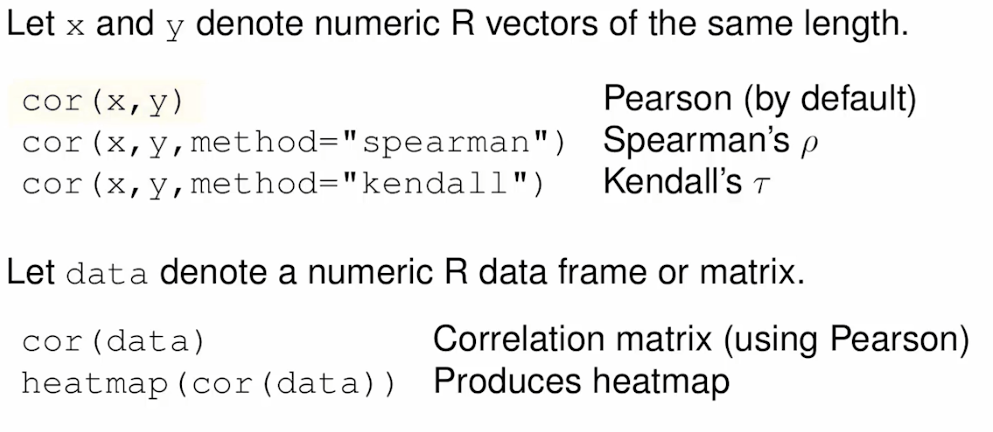 Let x and y denote numeric R vectors of the same length.
cor(x,y) Pearson (by default)
cor(x,y,method="spearman") Spearman's ρ
cor(x,y,method="kendall") Kendall's τ
Let data denote a numeric R data frame or matrix.
cor(data) Correlation matrix (using Pearson)
heatmap(cor(data)) Produces heatmap